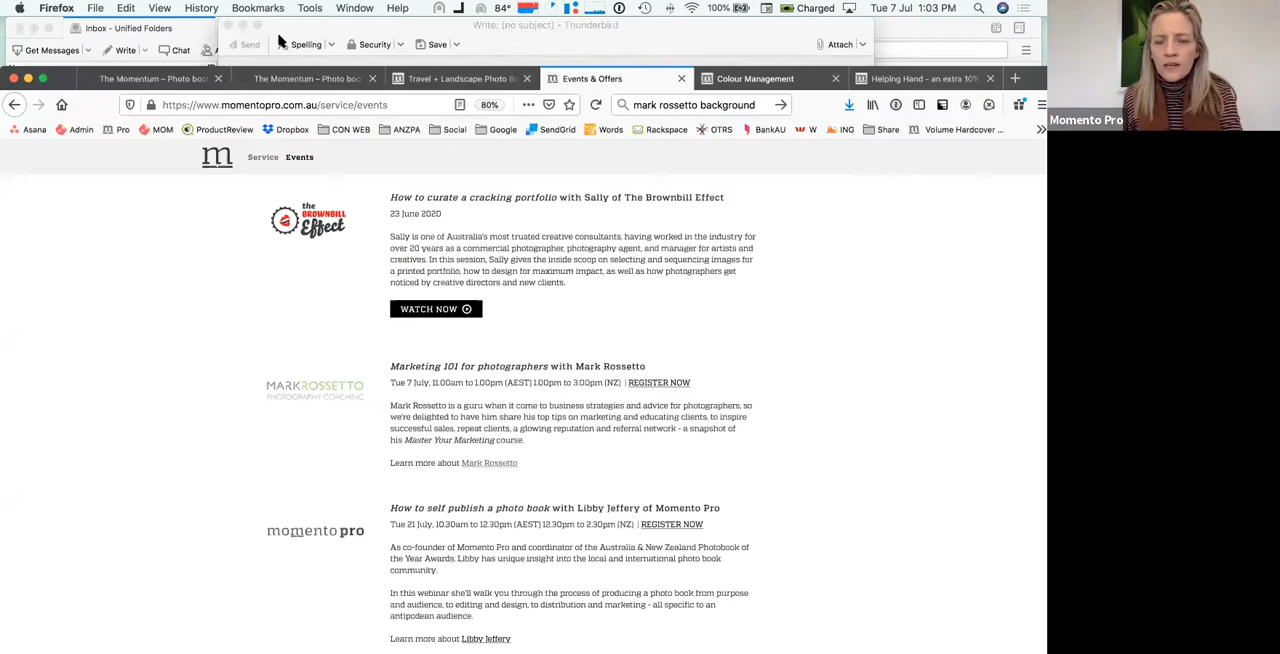 Firefox File Edit View History Bookmarks Tools Window Help 84° 100% Charged Tue 7 Jul 1:03 PM
Inbox - Unified Folders
Write: (no subject) - Thunderbird
Get Messages Write Chat
Send Spelling Security Save Attach
The Momentum – Photo boo
The Momentum – Photo boo
Travel + Landscape Photo B
Events & Offers
Colour Management
Helping Hand - an extra 10%
https://www.momentopro.com.au/service/events 80% mark rossetto background
Asana Admin Pro MOM ProductReview Dropbox CON WEB ANZPA Social Google SendGrid Words Rackspace OTRS BankAU W ING Share Volume Hardcover ...
m Service Events
the BROWNBILL Effect
How to curate a cracking portfolio with Sally of The Brownbill Effect
23 June 2020
Sally is one of Australia's most trusted creative consultants, having worked in the industry for
over 20 years as a commercial photographer, photography agent, and manager for artists and
creatives. In this session, Sally gives the inside scoop on selecting and sequencing images for
a printed portfolio, how to design for maximum impact, as well as how photographers get
noticed by creative directors and new clients.
WATCH NOW
MARKROSSETTO
PHOTOGRAPHY COACHING
Marketing 101 for photographers with Mark Rossetto
Tue 7 July, 11.00am to 1.00pm (AEST) 1.00pm to 3.00pm (NZ) | REGISTER NOW
Mark Rossetto is a guru when it come to business strategies and advice for photographers, so
we're delighted to have him share his top tips on marketing and educating clients, to inspire
successful sales, repeat clients, a glowing reputation and referral network - a snapshot of
his Master Your Marketing course.
Learn more about Mark Rossetto
momento pro
How to self publish a photo book with Libby Jeffery of Momento Pro
Tue 21 July, 10.30am to 12.30pm (AEST) 12.30pm to 2.30pm (NZ) | REGISTER NOW
As co-founder of Momento Pro and coordinator of the Australia & New Zealand Photobook of
the Year Awards, Libby has unique insight into the local and international photo book
community.
In this webinar she'll walk you through the process of producing a photo book from purpose
and audience, to editing and design, to distribution and marketing - all specific to an
antipodean audience.
Learn more about Libby Jeffery
Momento Pro